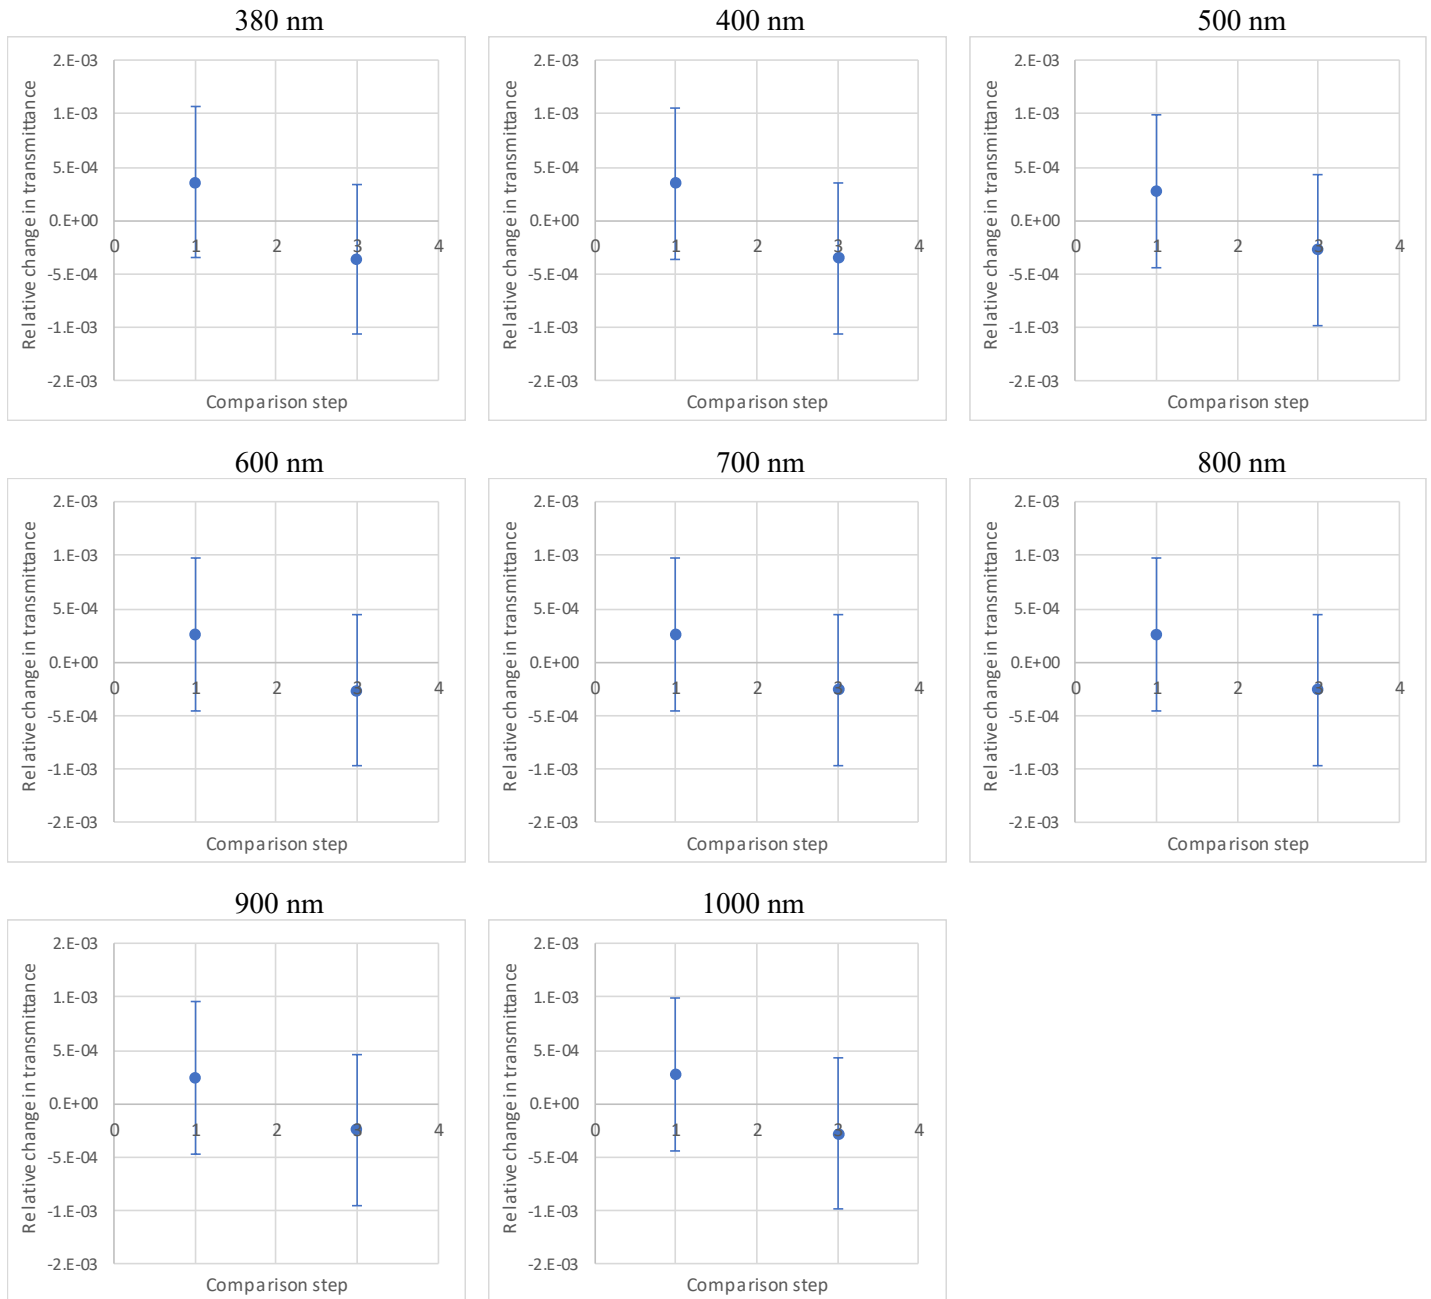 380 nm
2.E-03
1.E-03
5.E-04
0.E+00
-5.E-04
-1.E-03
-2.E-03
0 1 2 3 4
Relative change in transmittance
Comparison step
400 nm
2.E-03
1.E-03
5.E-04
0.E+00
-5.E-04
-1.E-03
-2.E-03
0 1 2 3 4
Relative change in transmittance
Comparison step
500 nm
2.E-03
1.E-03
5.E-04
0.E+00
-5.E-04
-1.E-03
-2.E-03
0 1 2 3 4
Relative change in transmittance
Comparison step
600 nm
2.E-03
1.E-03
5.E-04
0.E+00
-5.E-04
-1.E-03
-2.E-03
0 1 2 3 4
Relative change in transmittance
Comparison step
700 nm
2.E-03
1.E-03
5.E-04
0.E+00
-5.E-04
-1.E-03
-2.E-03
0 1 2 3 4
Relative change in transmittance
Comparison step
800 nm
2.E-03
1.E-03
5.E-04
0.E+00
-5.E-04
-1.E-03
-2.E-03
0 1 2 3 4
Relative change in transmittance
Comparison step
900 nm
2.E-03
1.E-03
5.E-04
0.E+00
-5.E-04
-1.E-03
-2.E-03
0 1 2 3 4
Relative change in transmittance
Comparison step
1000 nm
2.E-03
1.E-03
5.E-04
0.E+00
-5.E-04
-1.E-03
-2.E-03
0 1 2 3 4
Relative change in transmittance
Comparison step